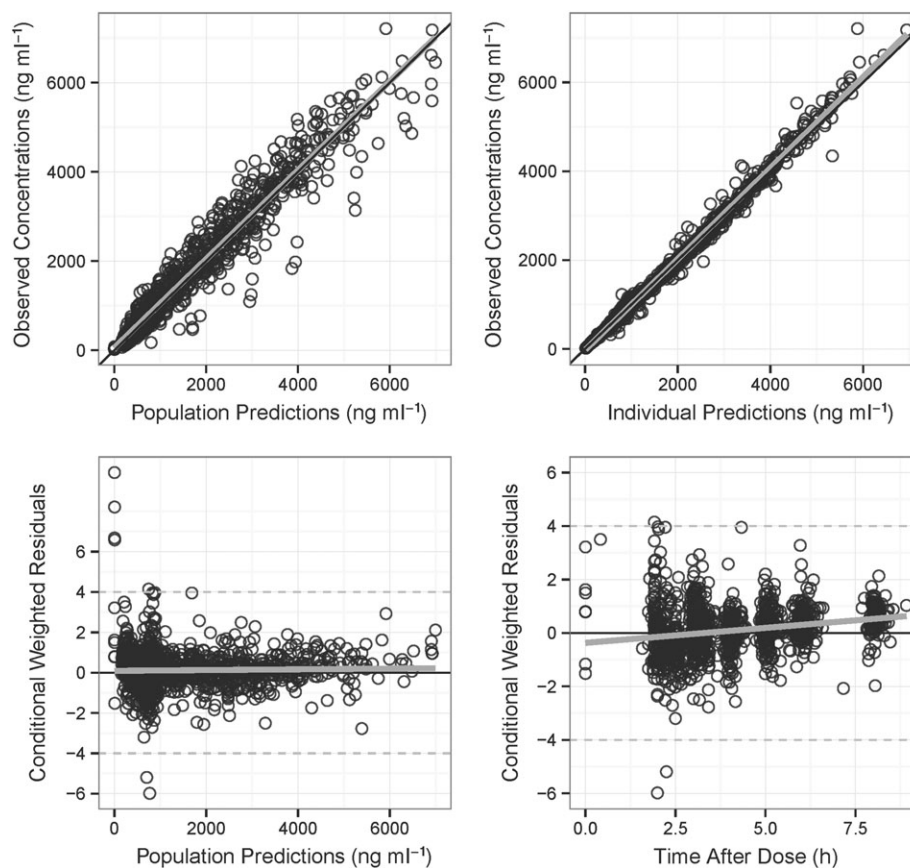 Observed Concentrations (ng ml⁻¹)
6000
4000
2000
0
0 2000 4000 6000
Population Predictions (ng ml⁻¹)
Observed Concentrations (ng ml⁻¹)
6000
4000
2000
0
0 2000 4000 6000
Individual Predictions (ng ml⁻¹)
Conditional Weighted Residuals
4
2
0
−2
−4
−6
0 2000 4000 6000
Population Predictions (ng ml⁻¹)
Conditional Weighted Residuals
6
4
2
0
−2
−4
−6
0.0 2.5 5.0 7.5
Time After Dose (h)